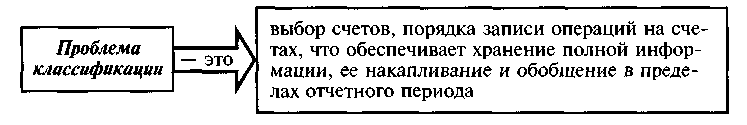 Проблема
классификации
— это
выбор счетов, порядка записи операций на сче-
тах, что обеспечивает хранение полной инфор-
мации, ее накапливание и обобщение в преде-
лах отчетного периода